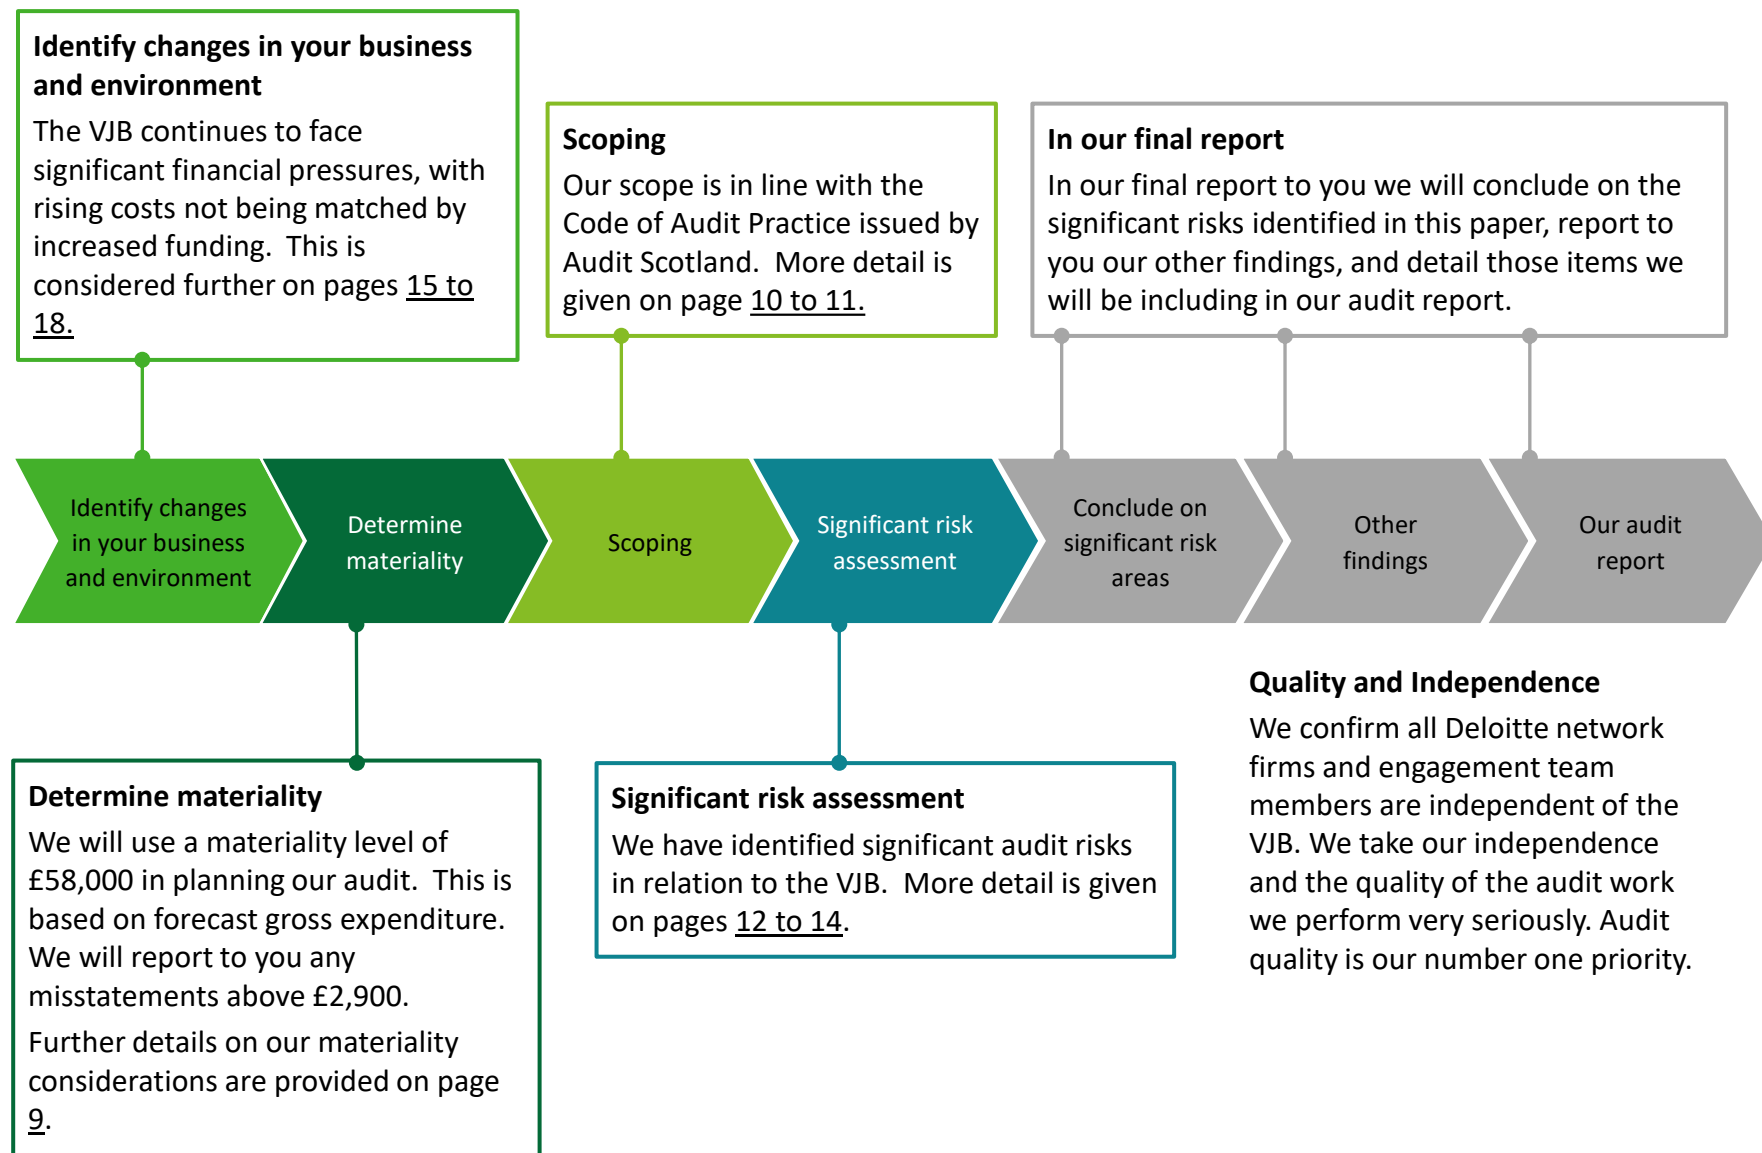 Identify changes in your business
and environment
The VJB continues to face
significant financial pressures, with
rising costs not being matched by
increased funding.  This is
considered further on pages 15 to
18.
Scoping
Our scope is in line with the
Code of Audit Practice issued by
Audit Scotland.  More detail is
given on page 10 to 11.
In our final report
In our final report to you we will conclude on the
significant risks identified in this paper, report to
you our other findings, and detail those items we
will be including in our audit report.
Identify changes
in your business
and environment
Determine
materiality
Scoping
Significant risk
assessment
Conclude on
significant risk
areas
Other
findings
Our audit
report
Determine materiality
We will use a materiality level of
£58,000 in planning our audit.  This is
based on forecast gross expenditure.
We will report to you any
misstatements above £2,900.
Further details on our materiality
considerations are provided on page
9.
Significant risk assessment
We have identified significant audit risks
in relation to the VJB.  More detail is given
on pages 12 to 14.
Quality and Independence
We confirm all Deloitte network
firms and engagement team
members are independent of the
VJB. We take our independence
and the quality of the audit work
we perform very seriously. Audit
quality is our number one priority.